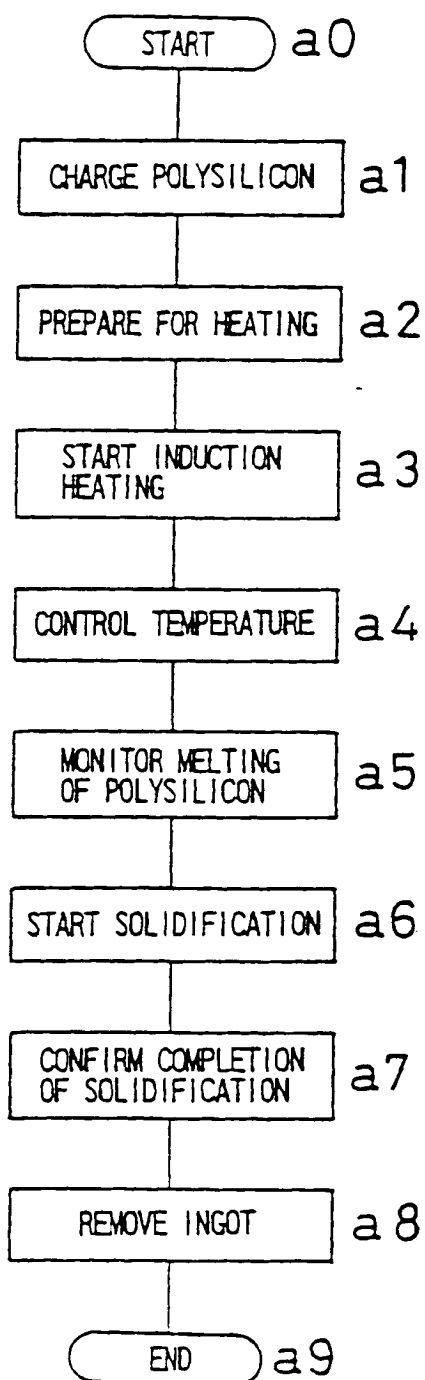 START a0
CHARGE POLYSILICON a1
PREPARE FOR HEATING a2
START INDUCTION
HEATING a3
CONTROL TEMPERATURE a4
MONITOR MELTING
OF POLYSILICON a5
START SOLIDIFICATION a6
CONFIRM COMPLETION
OF SOLIDIFICATION a7
REMOVE INGOT a8
END a9